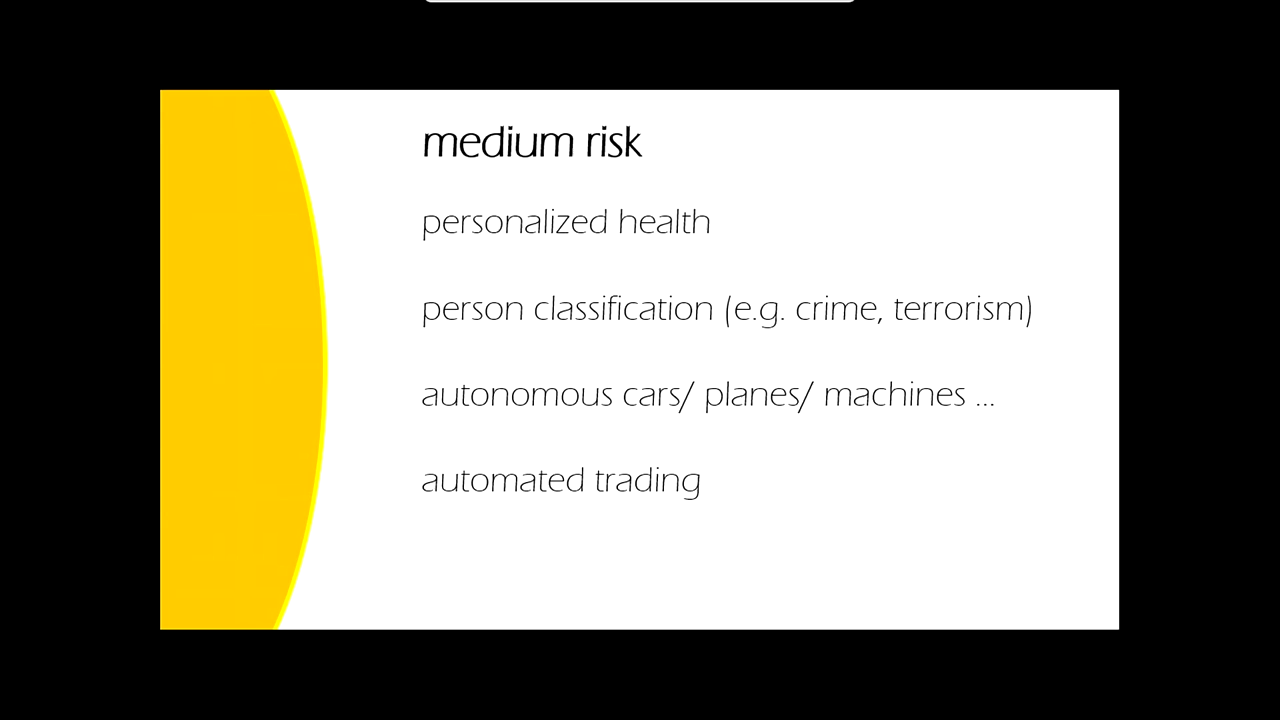 medium risk
personalized health
person classification (e.g. crime, terrorism)
autonomous cars/ planes/ machines ...
automated trading